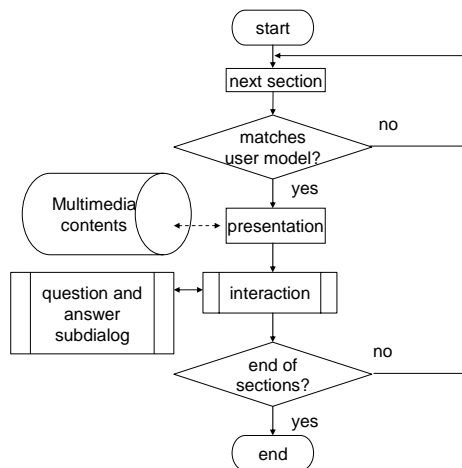 start
next section
matches
user model?
no
yes
Multimedia
contents
presentation
question and
answer
subdialog
interaction
end of
sections?
no
yes
end